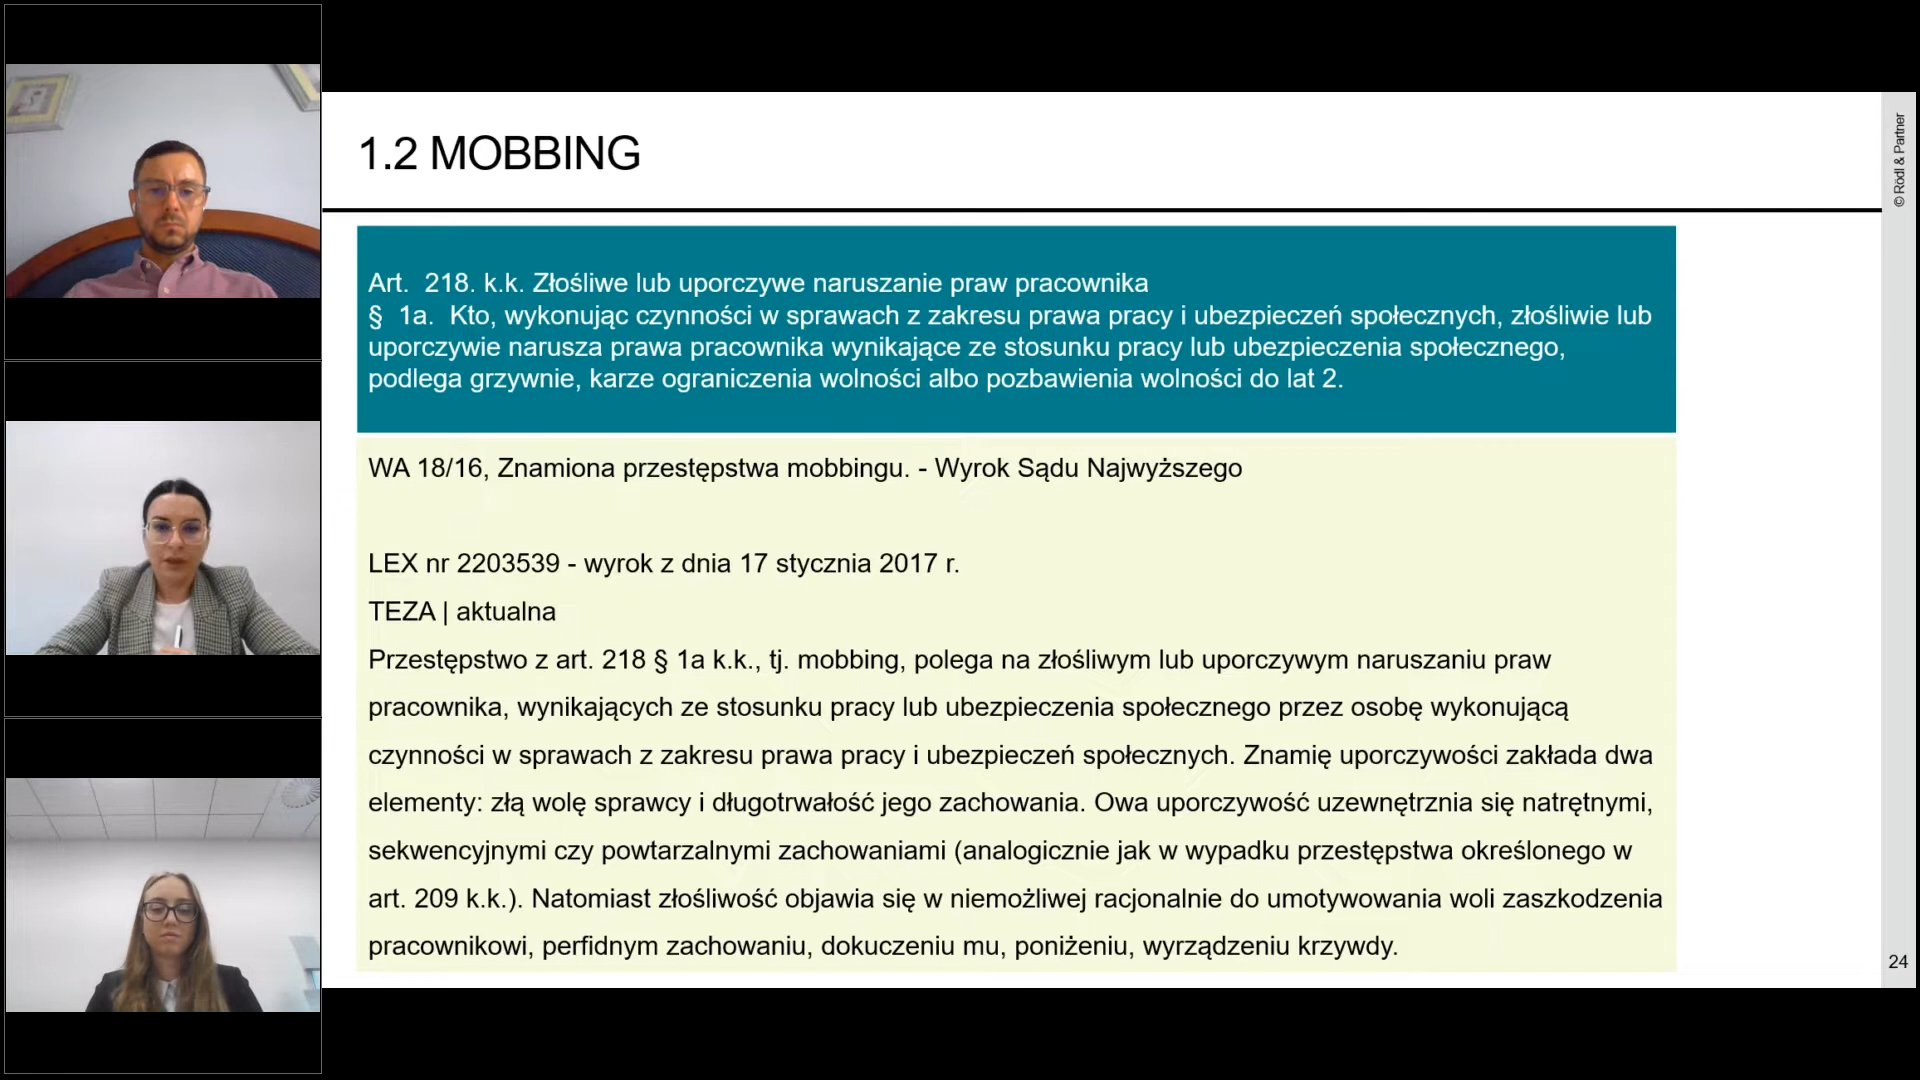 1.2 MOBBING
© Rödl & Partner
Art.  218. k.k. Złośliwe lub uporczywe naruszanie praw pracownika
§  1a.  Kto, wykonując czynności w sprawach z zakresu prawa pracy i ubezpieczeń społecznych, złośliwie lub
uporczywie narusza prawa pracownika wynikające ze stosunku pracy lub ubezpieczenia społecznego,
podlega grzywnie, karze ograniczenia wolności albo pozbawienia wolności do lat 2.
WA 18/16, Znamiona przestępstwa mobbingu. - Wyrok Sądu Najwyższego
LEX nr 2203539 - wyrok z dnia 17 stycznia 2017 r.
TEZA | aktualna
Przestępstwo z art. 218 § 1a k.k., tj. mobbing, polega na złośliwym lub uporczywym naruszaniu praw
pracownika, wynikających ze stosunku pracy lub ubezpieczenia społecznego przez osobę wykonującą
czynności w sprawach z zakresu prawa pracy i ubezpieczeń społecznych. Znamię uporczywości zakłada dwa
elementy: złą wolę sprawcy i długotrwałość jego zachowania. Owa uporczywość uzewnętrznia się natrętnymi,
sekwencyjnymi czy powtarzalnymi zachowaniami (analogicznie jak w wypadku przestępstwa określonego w
art. 209 k.k.). Natomiast złośliwość objawia się w niemożliwej racjonalnie do umotywowania woli zaszkodzenia
pracownikowi, perfidnym zachowaniu, dokuczeniu mu, poniżeniu, wyrządzeniu krzywdy.
24